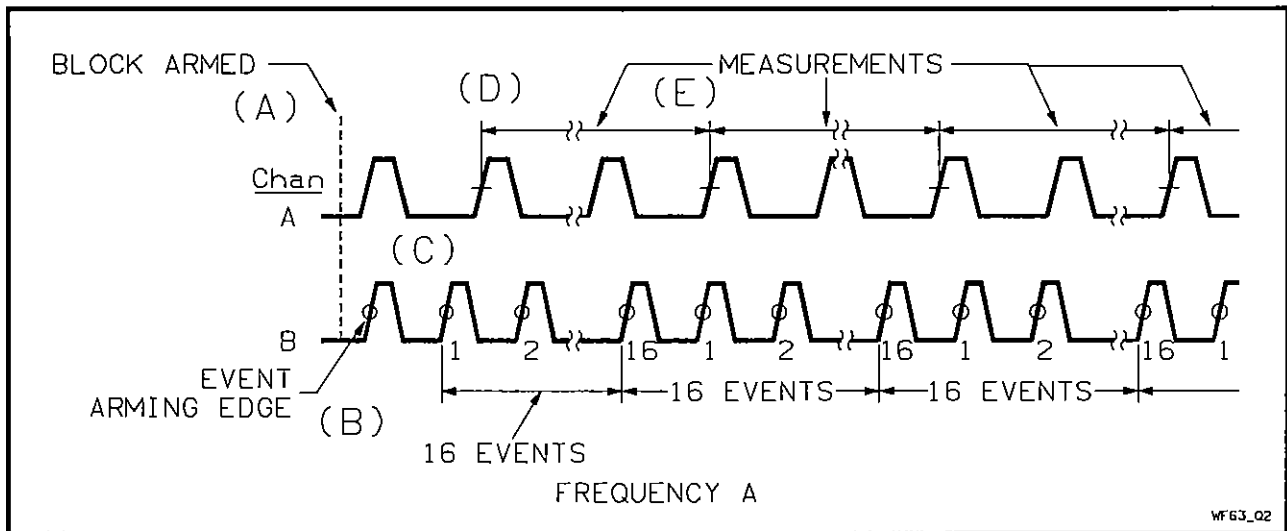 BLOCK ARMED
MEASUREMENTS
(A)
(D)
(E)
Chan
A
(C)
B
1 2 16 1 2 16 1 2 16 1
EVENT
ARMING EDGE
(B)
16 EVENTS
16 EVENTS
16 EVENTS
FREQUENCY A
WF63_02